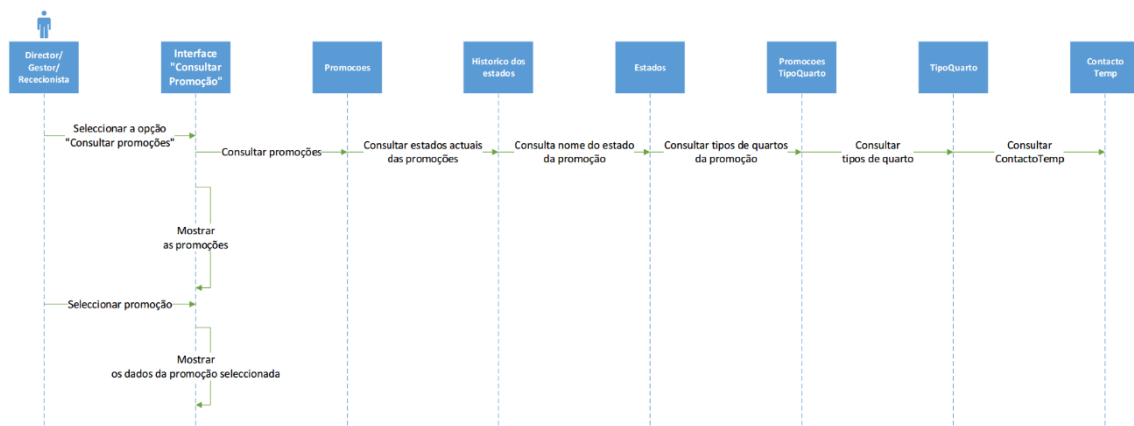 Director/
Gestor/
Rececionista
Interface
"Consultar
Promoção"
Promocoes
Historico dos
estados
Estados
Promocoes
TipoQuarto
TipoQuarto
Contacto
Temp
Seleccionar a opção
"Consultar promoções"
Consultar promoções
Consultar estados actuais
das promoções
Consulta nome do estado
da promoção
Consultar tipos de quartos
da promoção
Consultar
tipos de quarto
Consultar
ContactoTemp
Mostrar
as promoções
Seleccionar promoção
Mostrar
os dados da promoção seleccionada